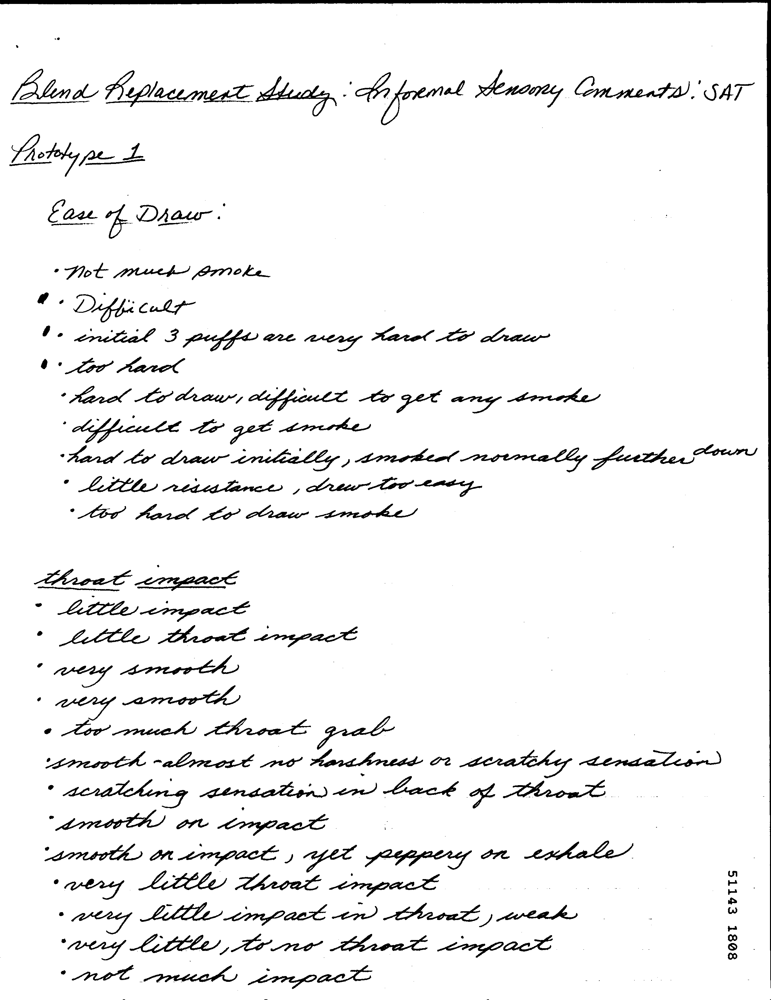 Blend Replacement Study: Informal Sensory Comments: SAT
Prototype 1
Ease of Draw:
· Not much smoke
· Difficult
· initial 3 puffs are very hard to draw
· too hard
· hard to draw, difficult to get any smoke
· difficult to get smoke
· hard to draw initially, smoked normally further down
· little resistance, drew too easy
· too hard to draw smoke
throat impact
· little impact
· little throat impact
· very smooth
· very smooth
· too much throat grab
· smooth - almost no harshness or scratchy sensation
· scratching sensation in back of throat
· smooth on impact
· smooth on impact, yet peppery on exhale
· very little throat impact
· very little impact in throat, weak
· very little, to no throat impact
· not much impact
51143 1808